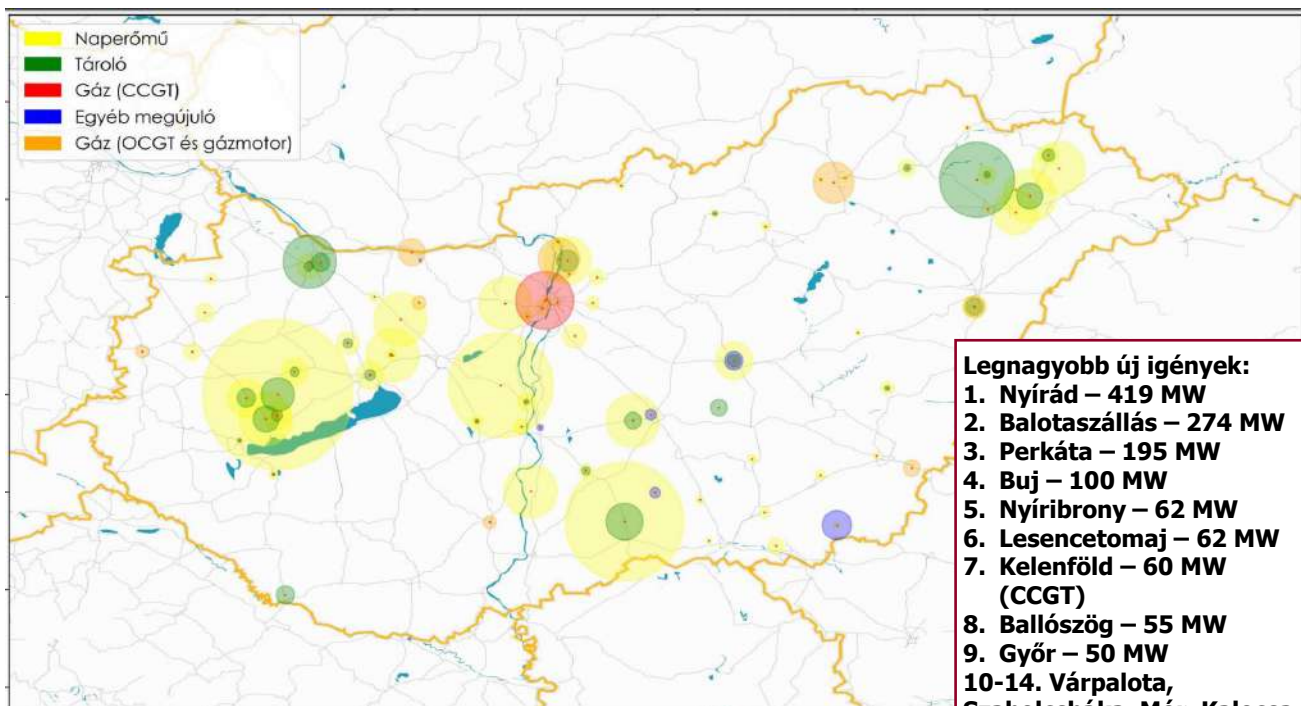 Naperőmű
Tároló
Gáz (CCGT)
Egyéb megújuló
Gáz (OCGT és gázmotor)
Legnagyobb új igények:
1. Nyírád – 419 MW
2. Balotaszállás – 274 MW
3. Perkáta – 195 MW
4. Buj – 100 MW
5. Nyíribrony – 62 MW
6. Lesencetomaj – 62 MW
7. Kelenföld – 60 MW
(CCGT)
8. Ballószög – 55 MW
9. Győr – 50 MW
10-14. Várpalota,